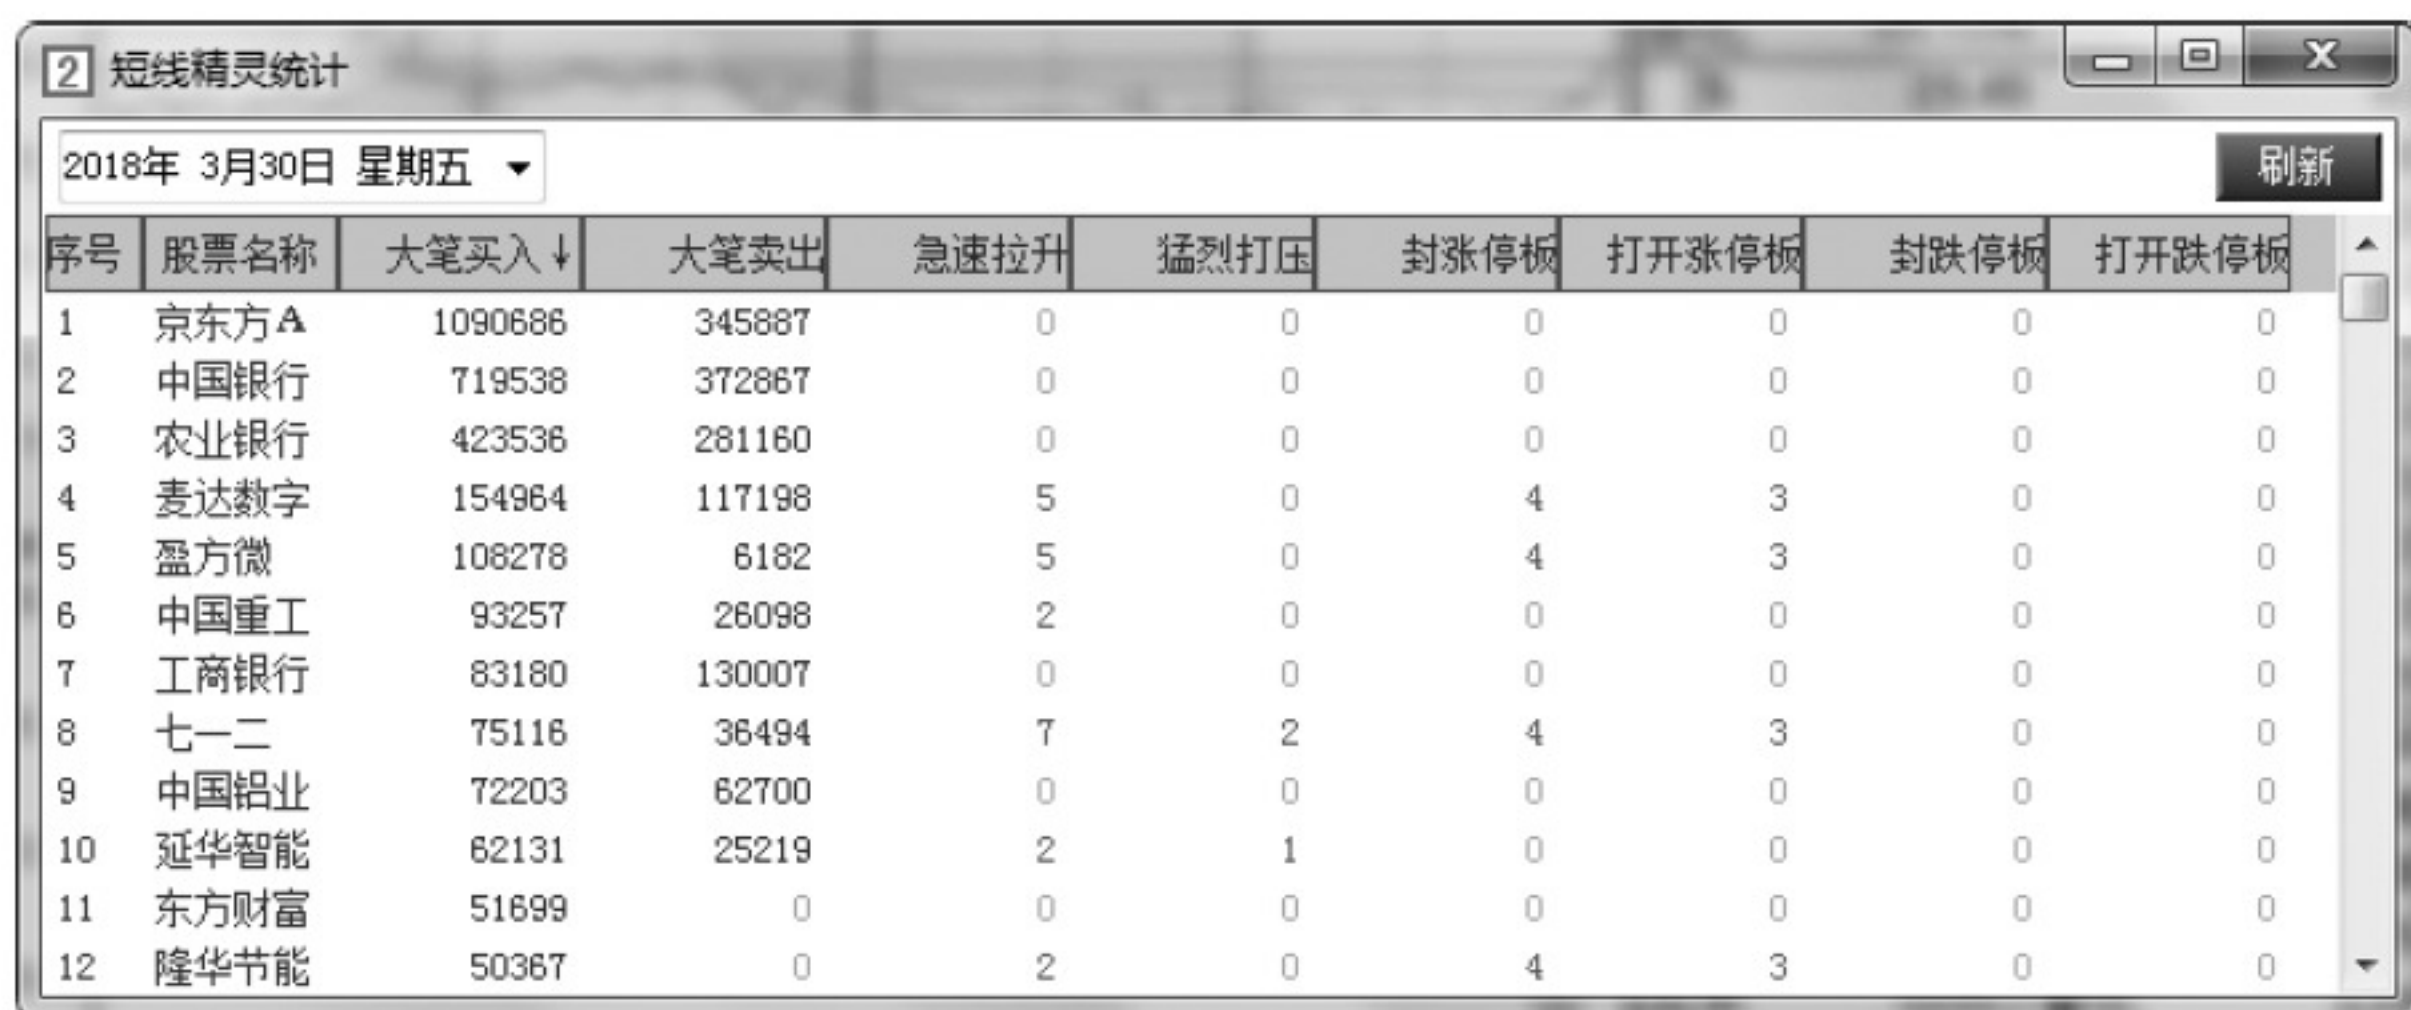 2 短线精灵统计
2018年 3月30日 星期五
刷新
序号 股票名称 大笔买入↓ 大笔卖出 急速拉升 猛烈打压 封涨停板 打开涨停板 封跌停板 打开跌停板
1 京东方A 1090686 345887 0 0 0 0 0 0
2 中国银行 719538 372867 0 0 0 0 0 0
3 农业银行 423536 281160 0 0 0 0 0 0
4 麦达数字 154964 117198 5 0 4 3 0 0
5 盈方微 108278 6182 5 0 4 3 0 0
6 中国重工 93257 26098 2 0 0 0 0 0
7 工商银行 83180 130007 0 0 0 0 0 0
8 七一二 75116 36494 7 2 4 3 0 0
9 中国铝业 72203 62700 0 0 0 0 0 0
10 延华智能 62131 25219 2 1 0 0 0 0
11 东方财富 51699 0 0 0 0 0 0 0
12 隆华节能 50367 0 2 0 4 3 0 0